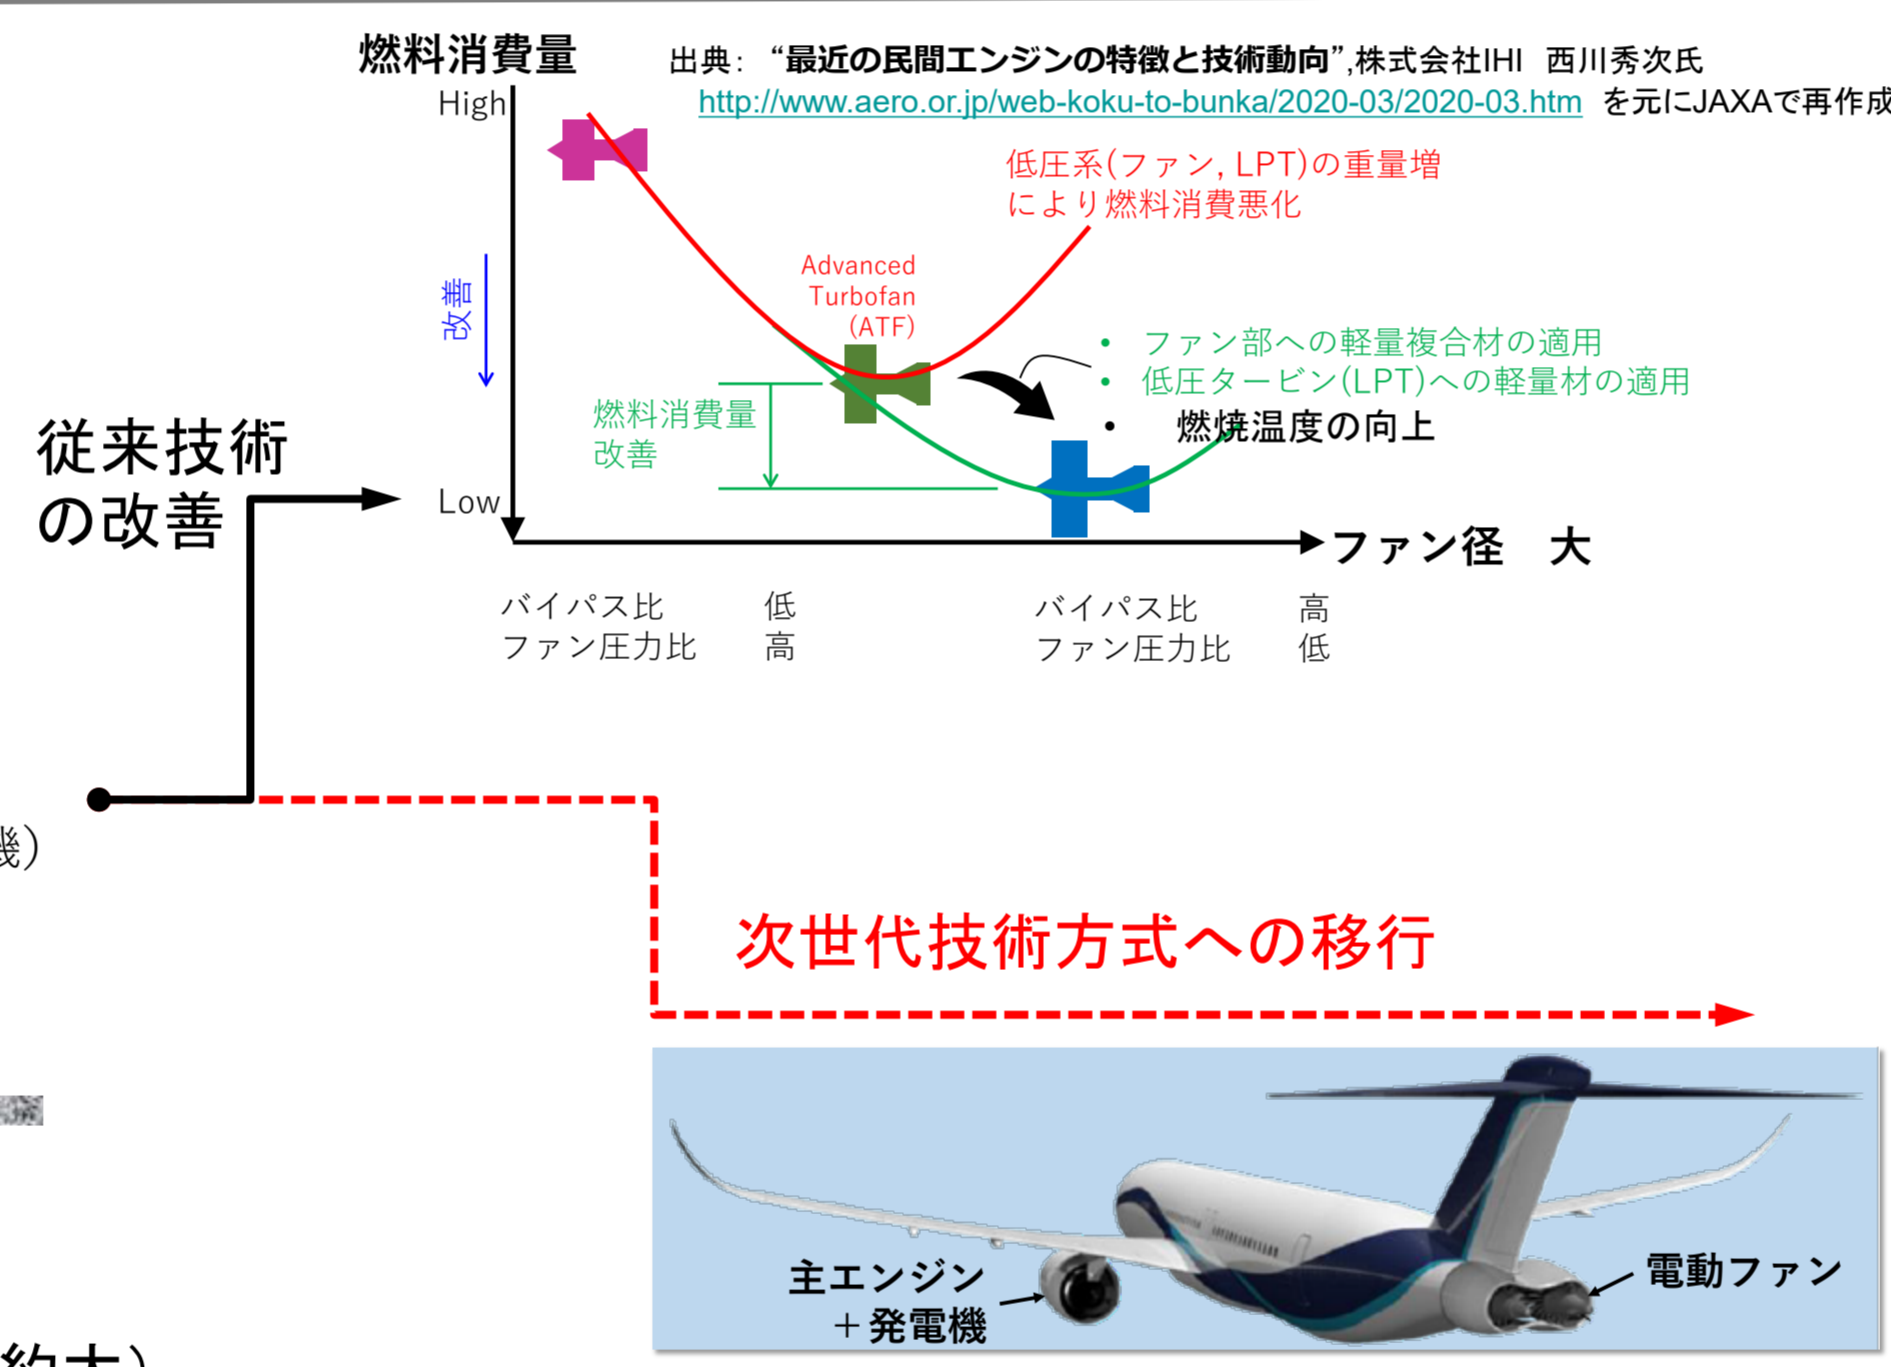 燃料消費量
出典： “最近の民間エンジンの特徴と技術動向”,株式会社IHI 西川秀次氏
http://www.aero.or.jp/web-koku-to-bunka/2020-03/2020-03.htm を元にJAXAで再作成
High
低圧系(ファン, LPT)の重量増
により燃料消費悪化
Advanced
Turbofan
(ATF)
改善
• ファン部への軽量複合材の適用
• 低圧タービン(LPT)への軽量材の適用
• 燃焼温度の向上
燃料消費量
改善
従来技術
の改善
Low
ファン径 大
バイパス比 低
ファン圧力比 高
バイパス比 高
ファン圧力比 低
機）
次世代技術方式への移行
主エンジン
＋発電機
電動ファン